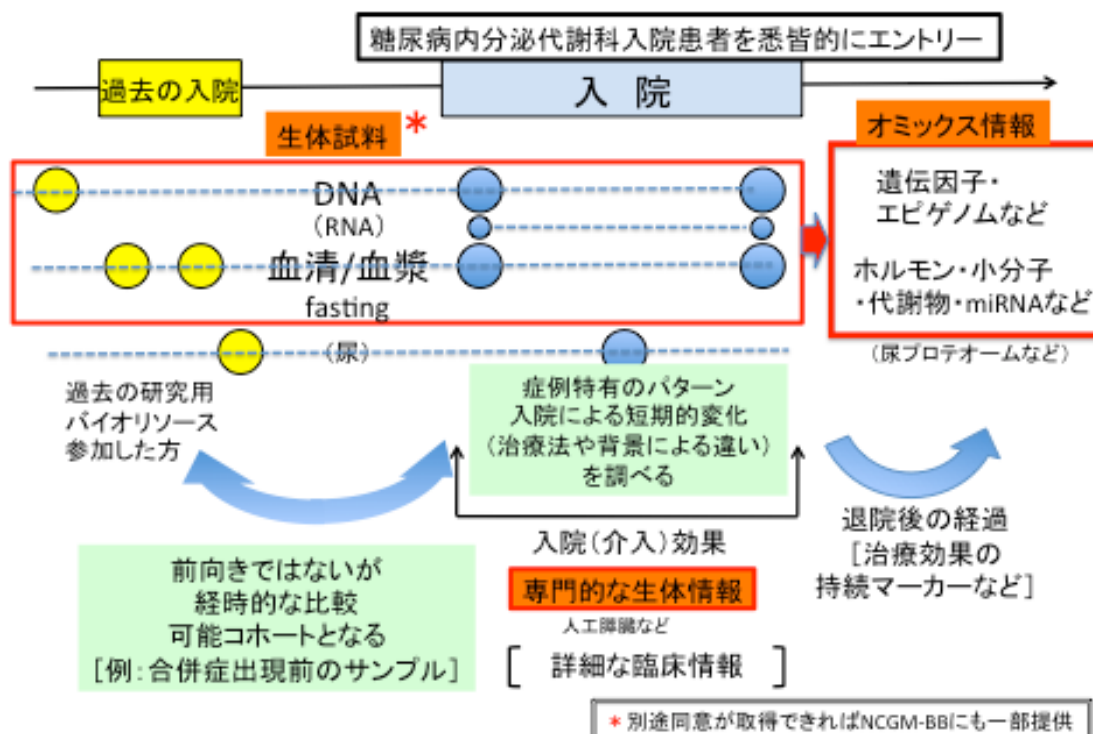 糖尿病内分泌代謝科入院患者を悉皆的にエントリー
過去の入院
入 院
生体試料
*
オミックス情報
DNA
(RNA)
血清/血漿
fasting
(尿)
遺伝因子・
エピゲノムなど
ホルモン・小分子
・代謝物・miRNAなど
(尿プロテオームなど)
過去の研究用
バイオリソース
参加した方
症例特有のパターン
入院による短期的変化
(治療法や背景による違い)
を調べる
入院(介入)効果
退院後の経過
[治療効果の
持続マーカーなど]
前向きではないが
経時的な比較
可能コホートとなる
[例:合併症出現前のサンプル]
専門的な生体情報
人工膵臓など
[ 詳細な臨床情報 ]
* 別途同意が取得できればNCGM-BBにも一部提供